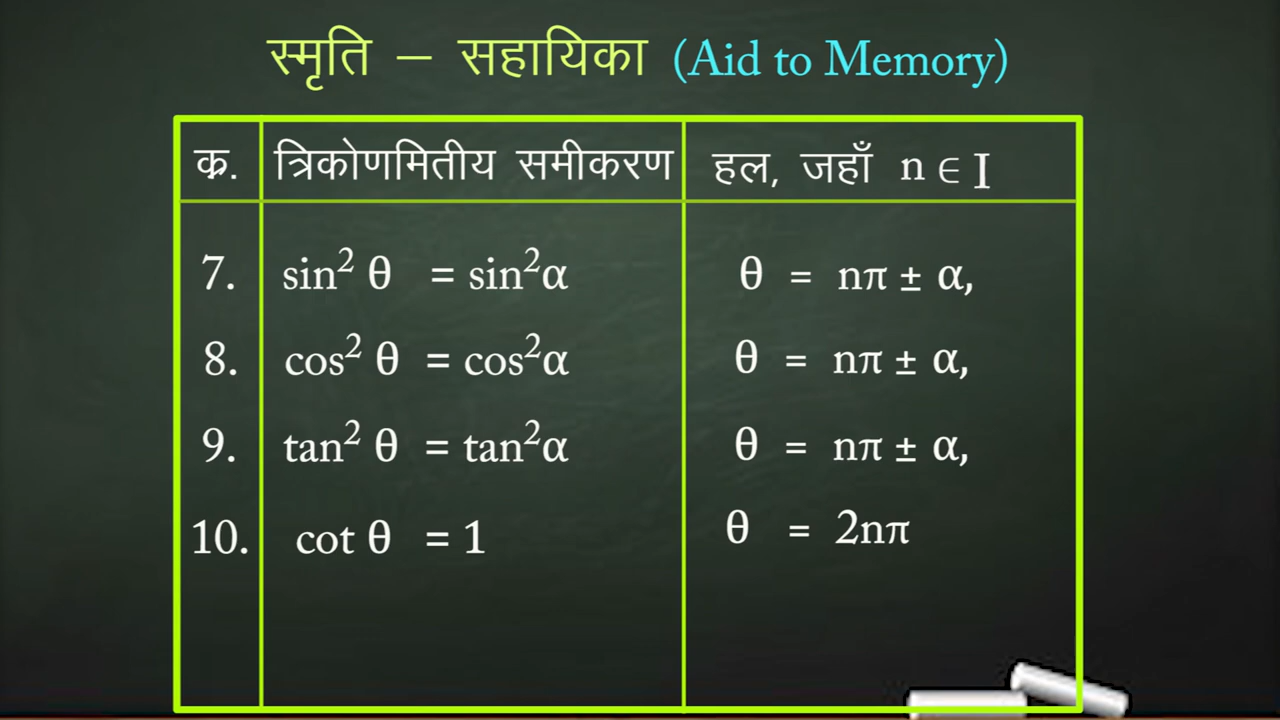 स्मृति – सहायिका (Aid to Memory)
क्र. त्रिकोणमितीय समीकरण हल, जहाँ n ∈ I
7. sin² θ = sin²α θ = nπ ± α,
8. cos² θ = cos²α θ = nπ ± α,
9. tan² θ = tan²α θ = nπ ± α,
10. cot θ = 1 θ = 2nπ